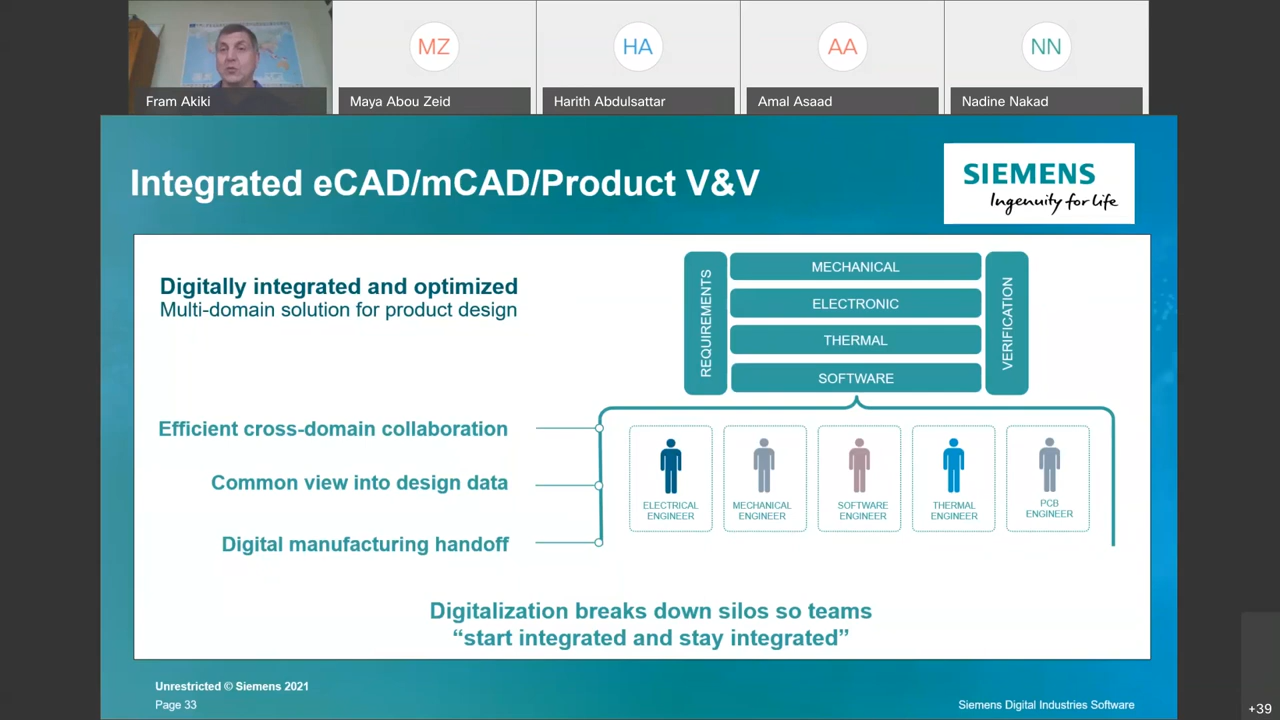 MZ
HA
AA
NN
Fram Akiki
Maya Abou Zeid
Harith Abdulsattar
Amal Asaad
Nadine Nakad
Integrated eCAD/mCAD/Product V&V
SIEMENS
Ingenuity for life
Digitally integrated and optimized
Multi-domain solution for product design
REQUIREMENTS
MECHANICAL
ELECTRONIC
THERMAL
SOFTWARE
VERIFICATION
Efficient cross-domain collaboration
Common view into design data
Digital manufacturing handoff
ELECTRICAL
ENGINEER
MECHANICAL
ENGINEER
SOFTWARE
ENGINEER
THERMAL
ENGINEER
PCB
ENGINEER
Digitalization breaks down silos so teams
“start integrated and stay integrated”
Unrestricted © Siemens 2021
Page 33
Siemens Digital Industries Software
+39